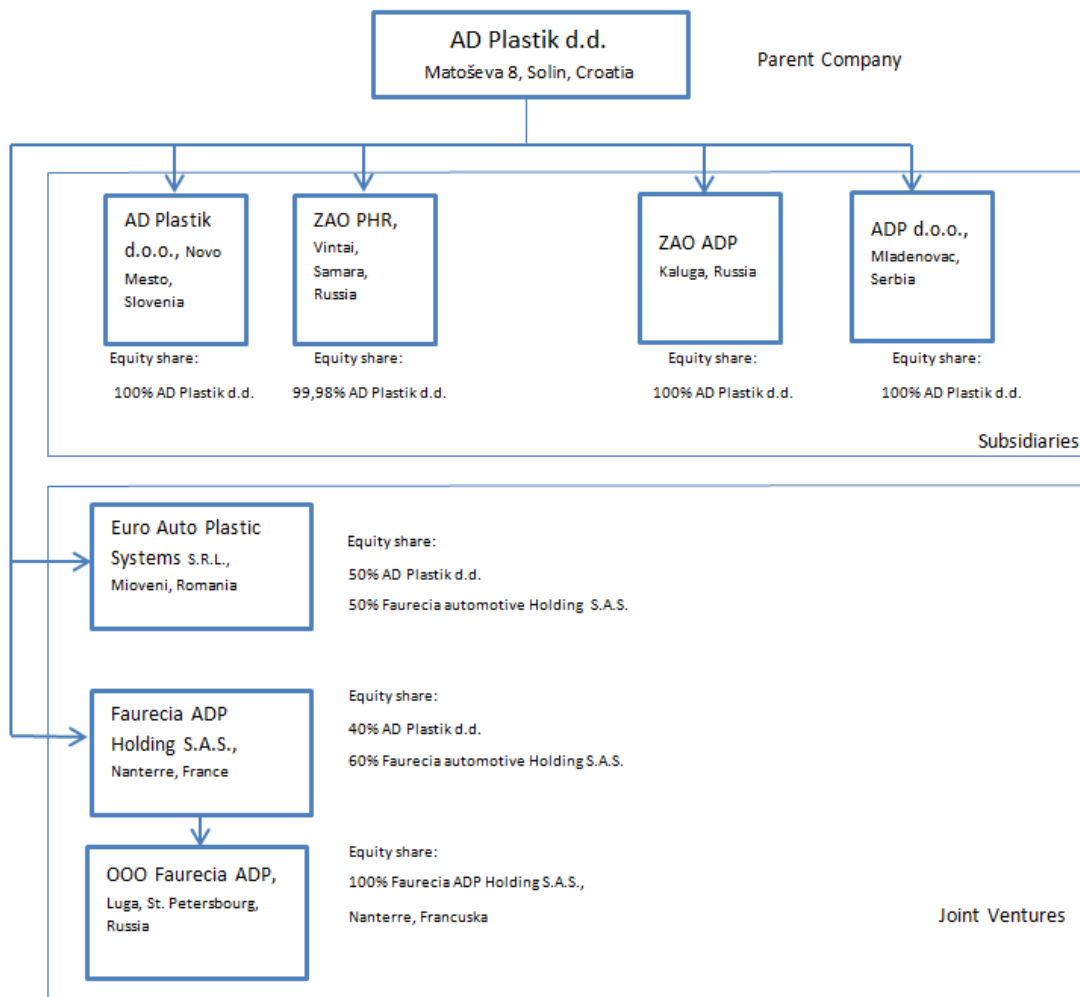 AD Plastik d.d.
Matoševa 8, Solin, Croatia
Parent Company
AD Plastik
d.o.o., Novo
Mesto,
Slovenia
Equity share:
100% AD Plastik d.d.
ZAO PHR,
Vintai,
Samara,
Russia
Equity share:
99,98% AD Plastik d.d.
ZAO ADP
Kaluga, Russia
Equity share:
100% AD Plastik d.d.
ADP d.o.o.,
Mladenovac,
Serbia
Equity share:
100% AD Plastik d.d.
Subsidiaries
Euro Auto Plastic
Systems S.R.L.,
Mioveni, Romania
Equity share:
50% AD Plastik d.d.
50% Faurecia automotive Holding S.A.S.
Faurecia ADP
Holding S.A.S.,
Nanterre, France
Equity share:
40% AD Plastik d.d.
60% Faurecia automotive Holding S.A.S.
OOO Faurecia ADP,
Luga, St. Petersbourg,
Russia
Equity share:
100% Faurecia ADP Holding S.A.S.,
Nanterre, Francuska
Joint Ventures